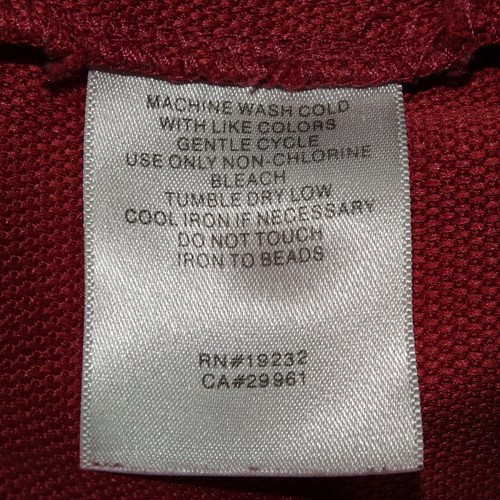 MACHINE WASH COLD
WITH LIKE COLORS
GENTLE CYCLE
USE ONLY NON-CHLORINE
BLEACH
TUMBLE DRY LOW
COOL IRON IF NECESSARY
DO NOT TOUCH
IRON TO BEADS
RN#19232
CA#29961